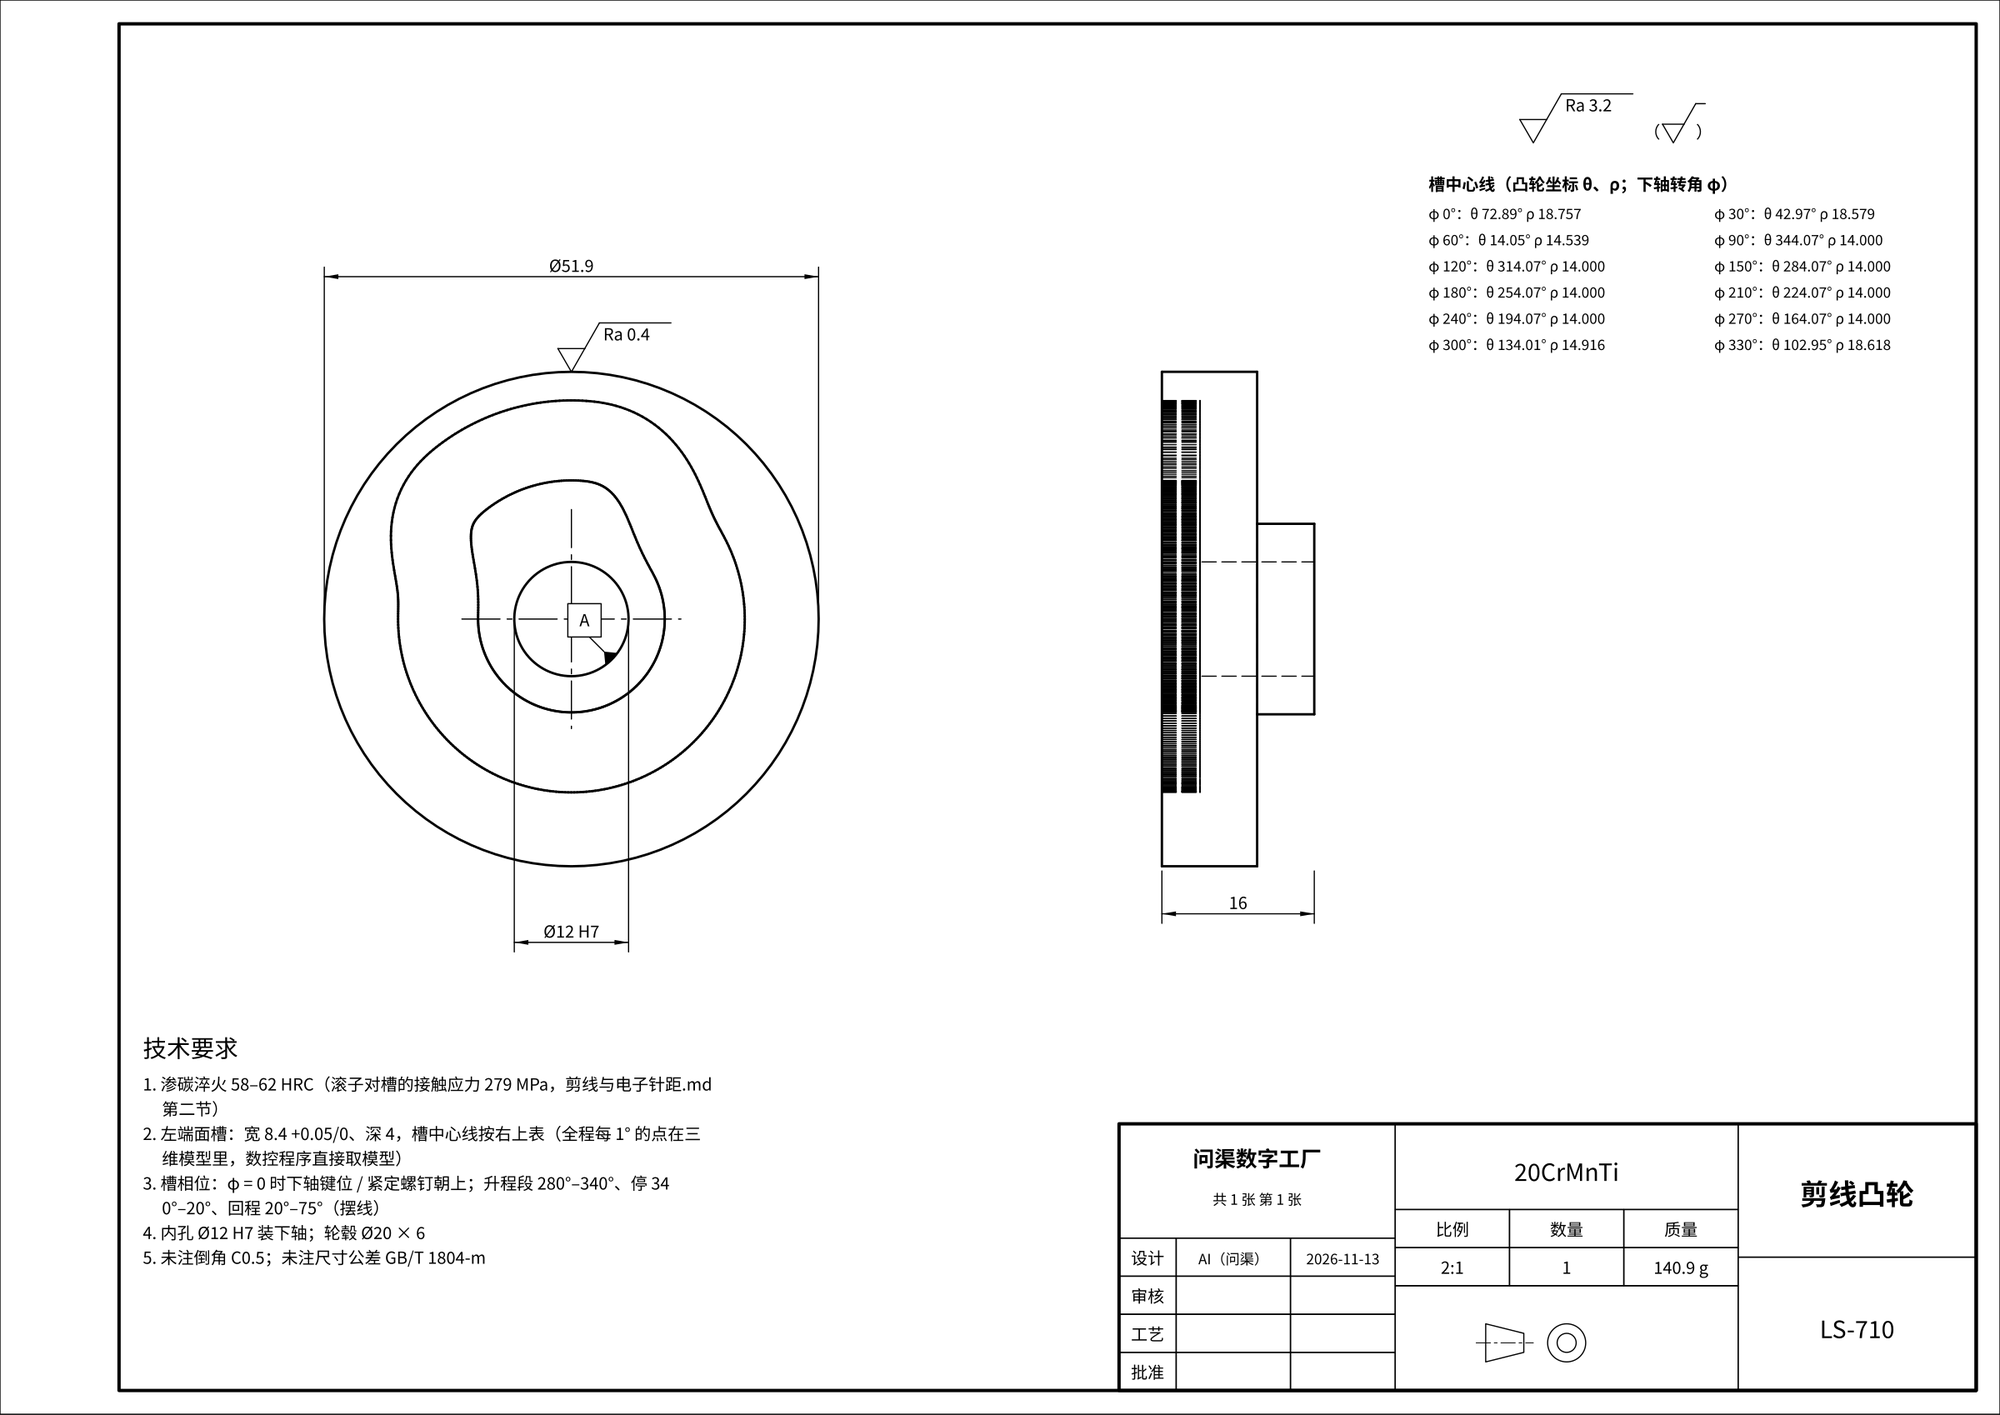 Ra 3.2
( )
槽中心线（凸轮坐标 θ、ρ；下轴转角 φ）
φ 0°：θ 72.89° ρ 18.757
φ 30°：θ 42.97° ρ 18.579
φ 60°：θ 14.05° ρ 14.539
φ 90°：θ 344.07° ρ 14.000
φ 120°：θ 314.07° ρ 14.000
φ 150°：θ 284.07° ρ 14.000
φ 180°：θ 254.07° ρ 14.000
φ 210°：θ 224.07° ρ 14.000
φ 240°：θ 194.07° ρ 14.000
φ 270°：θ 164.07° ρ 14.000
φ 300°：θ 134.01° ρ 14.916
φ 330°：θ 102.95° ρ 18.618
Ø51.9
Ra 0.4
A
16
Ø12 H7
技术要求
1. 渗碳淬火 58–62 HRC（滚子对槽的接触应力 279 MPa，剪线与电子针距.md
第二节）
2. 左端面槽：宽 8.4 +0.05/0、深 4，槽中心线按右上表（全程每 1° 的点在三
维模型里，数控程序直接取模型）
3. 槽相位：φ = 0 时下轴键位 / 紧定螺钉朝上；升程段 280°–340°、停 34
0°–20°、回程 20°–75°（摆线）
4. 内孔 Ø12 H7 装下轴；轮毂 Ø20 × 6
5. 未注倒角 C0.5；未注尺寸公差 GB/T 1804-m
问渠数字工厂
共 1 张 第 1 张
设计 AI（问渠） 2026-11-13
审核
工艺
批准
20CrMnTi
比例 数量 质量
2:1 1 140.9 g
剪线凸轮
LS-710